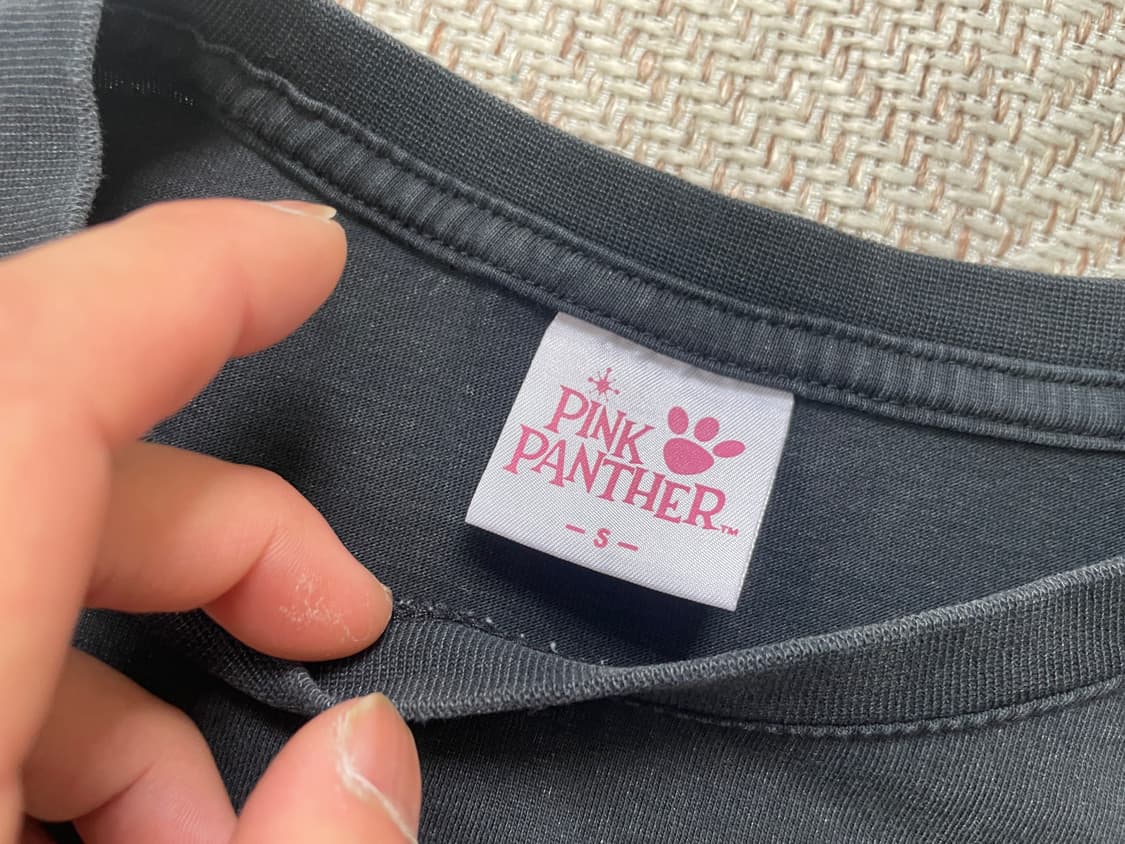 PINK
PANTHER™
– S –